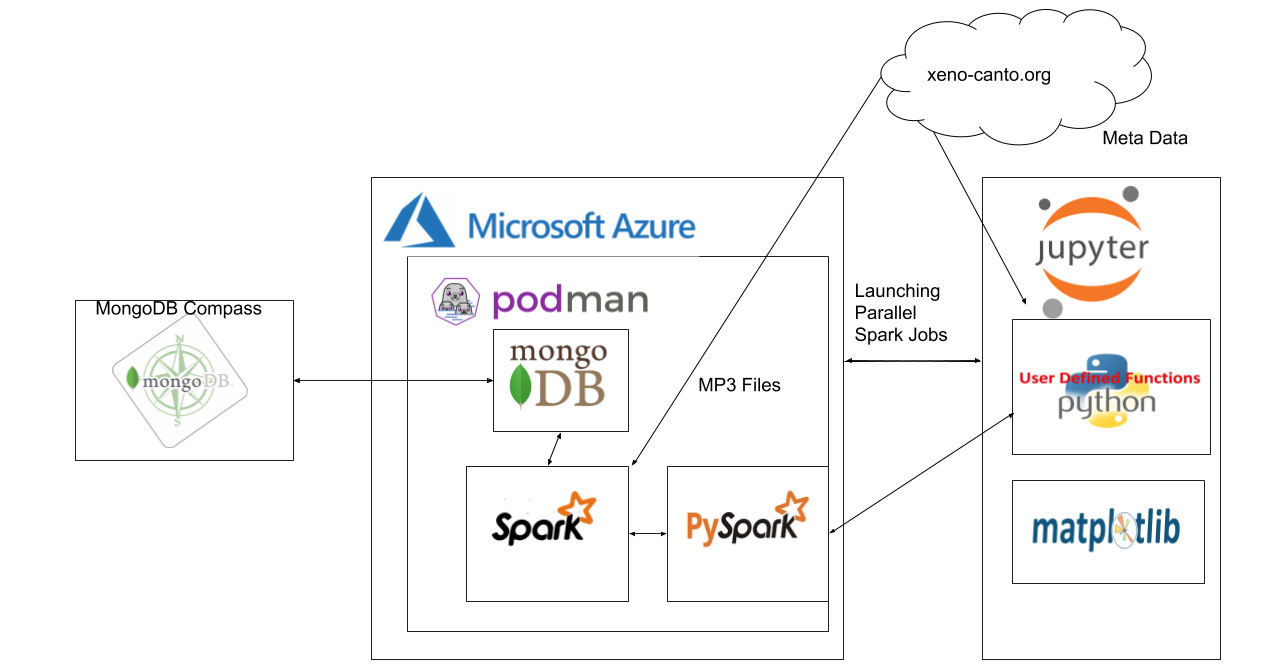 xeno-canto.org
Meta Data
Microsoft Azure
jupyter
podman
Launching
Parallel
Spark Jobs
MongoDB Compass
N
mongoDB
S
mongo
DB
MP3 Files
User Defined Functions
python
Spark
PySpark
matplotlib